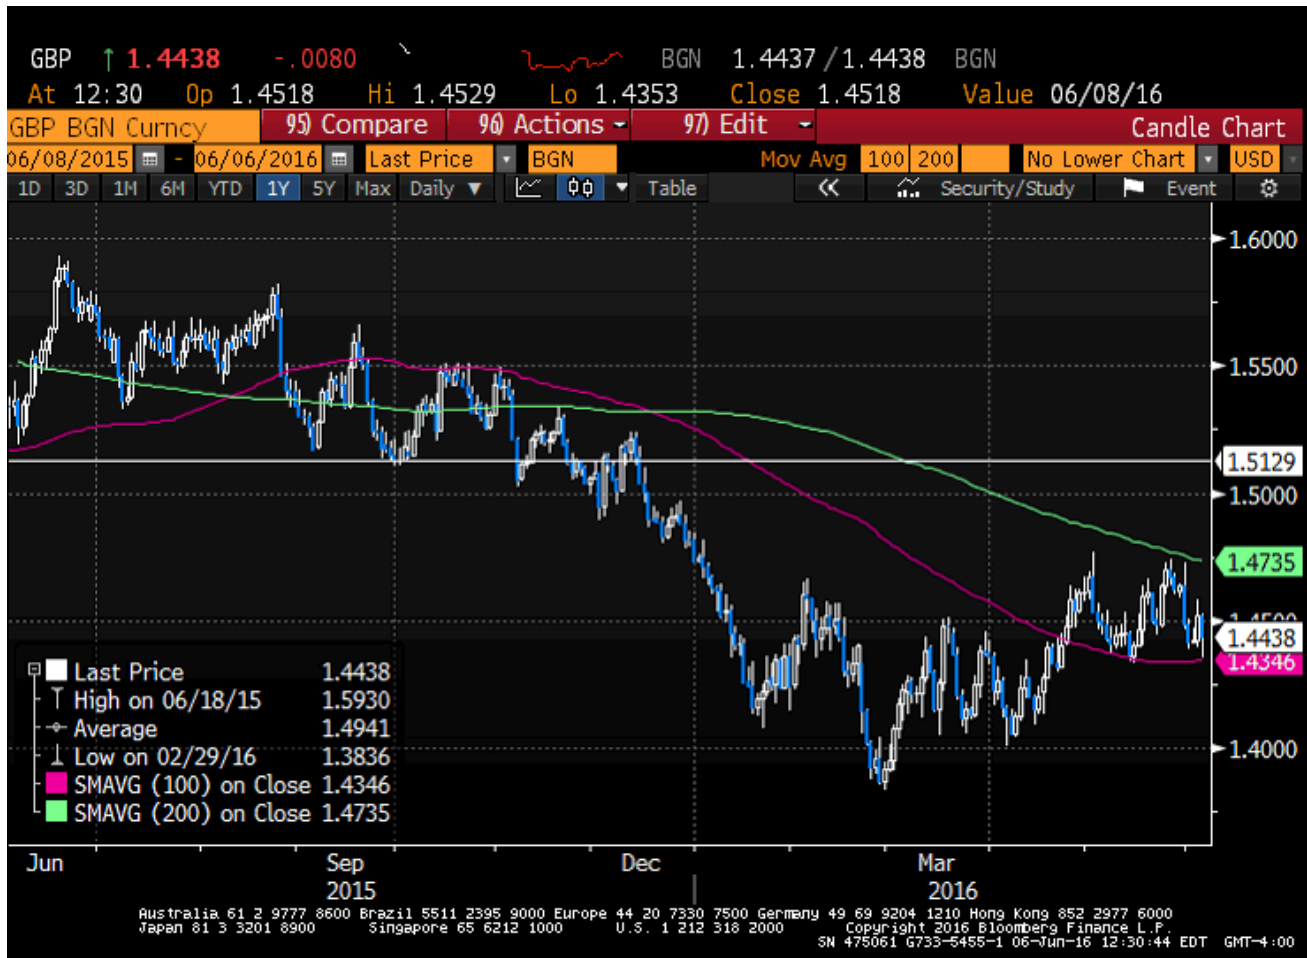 GBP ↑ 1.4438 -.0080 BGN 1.4437 / 1.4438 BGN
At 12:30 Op 1.4518 Hi 1.4529 Lo 1.4353 Close 1.4518 Value 06/08/16
GBP BGN Curncy 95) Compare 96) Actions 97) Edit Candle Chart
06/08/2015 - 06/06/2016 Last Price BGN Mov Avg 100 200 No Lower Chart USD
1D 3D 1M 6M YTD 1Y 5Y Max Daily ▼ Table « Security/Study Event
1.6000
1.5500
1.5129
1.5000
1.4735
1.4500
1.4438
1.4346
1.4000
Last Price 1.4438
High on 06/18/15 1.5930
Average 1.4941
Low on 02/29/16 1.3836
SMAVG (100) on Close 1.4346
SMAVG (200) on Close 1.4735
Jun Sep Dec Mar
2015 2016
Australia 61 2 9777 8600 Brazil 5511 2395 9000 Europe 44 20 7330 7500 Germany 49 69 9204 1210 Hong Kong 852 2977 6000
Japan 81 3 3201 8900 Singapore 65 6212 1000 U.S. 1 212 318 2000 Copyright 2016 Bloomberg Finance L.P.
SN 475061 G733-5455-1 06-Jun-16 12:30:44 EDT GMT-4:00